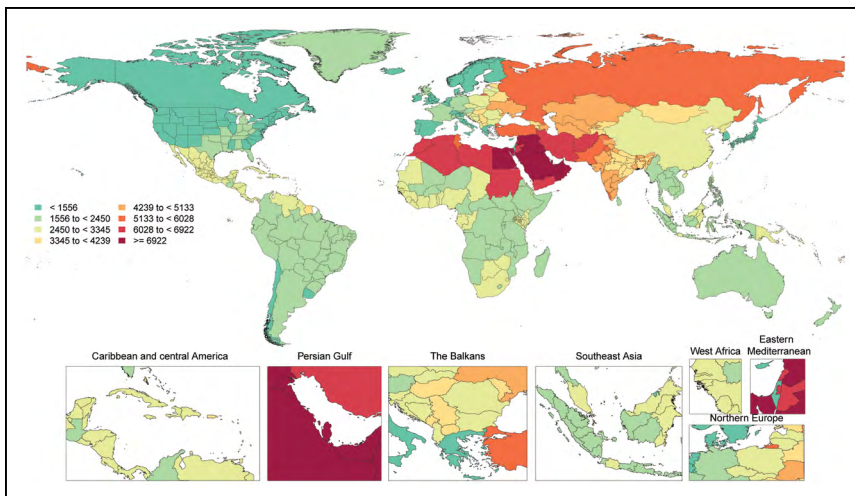 < 1556
1556 to < 2450
2450 to < 3345
3345 to < 4239
4239 to < 5133
5133 to < 6028
6028 to < 6922
>= 6922
Caribbean and central America
Persian Gulf
The Balkans
Southeast Asia
West Africa
Eastern
Mediterranean
Northern Europe